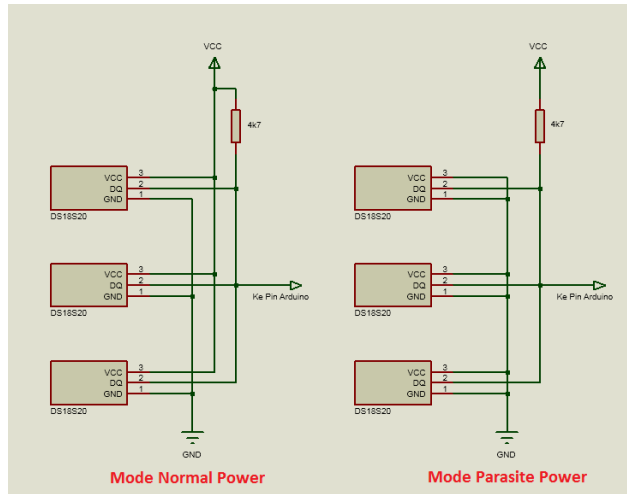 VCC
4k7
VCC 3
DQ 2
GND 1
DS18S20
VCC 3
DQ 2
GND 1
DS18S20
Ke Pin Arduino
VCC 3
DQ 2
GND 1
DS18S20
GND
Mode Normal Power
VCC
4k7
VCC 3
DQ 2
GND 1
DS18S20
VCC 3
DQ 2
GND 1
DS18S20
Ke Pin Arduino
VCC 3
DQ 2
GND 1
DS18S20
GND
Mode Parasite Power